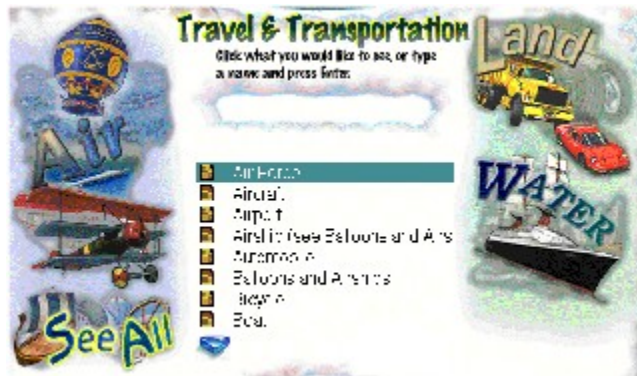 Travel & Transportation
Click what you would like to see, or type
a name and press Enter.
Air
Land
Water
See All
Air Force
Aircraft
Airport
Airship (see Balloons and Airs
Automobile
Balloons and Airships
Bicycle
Boat